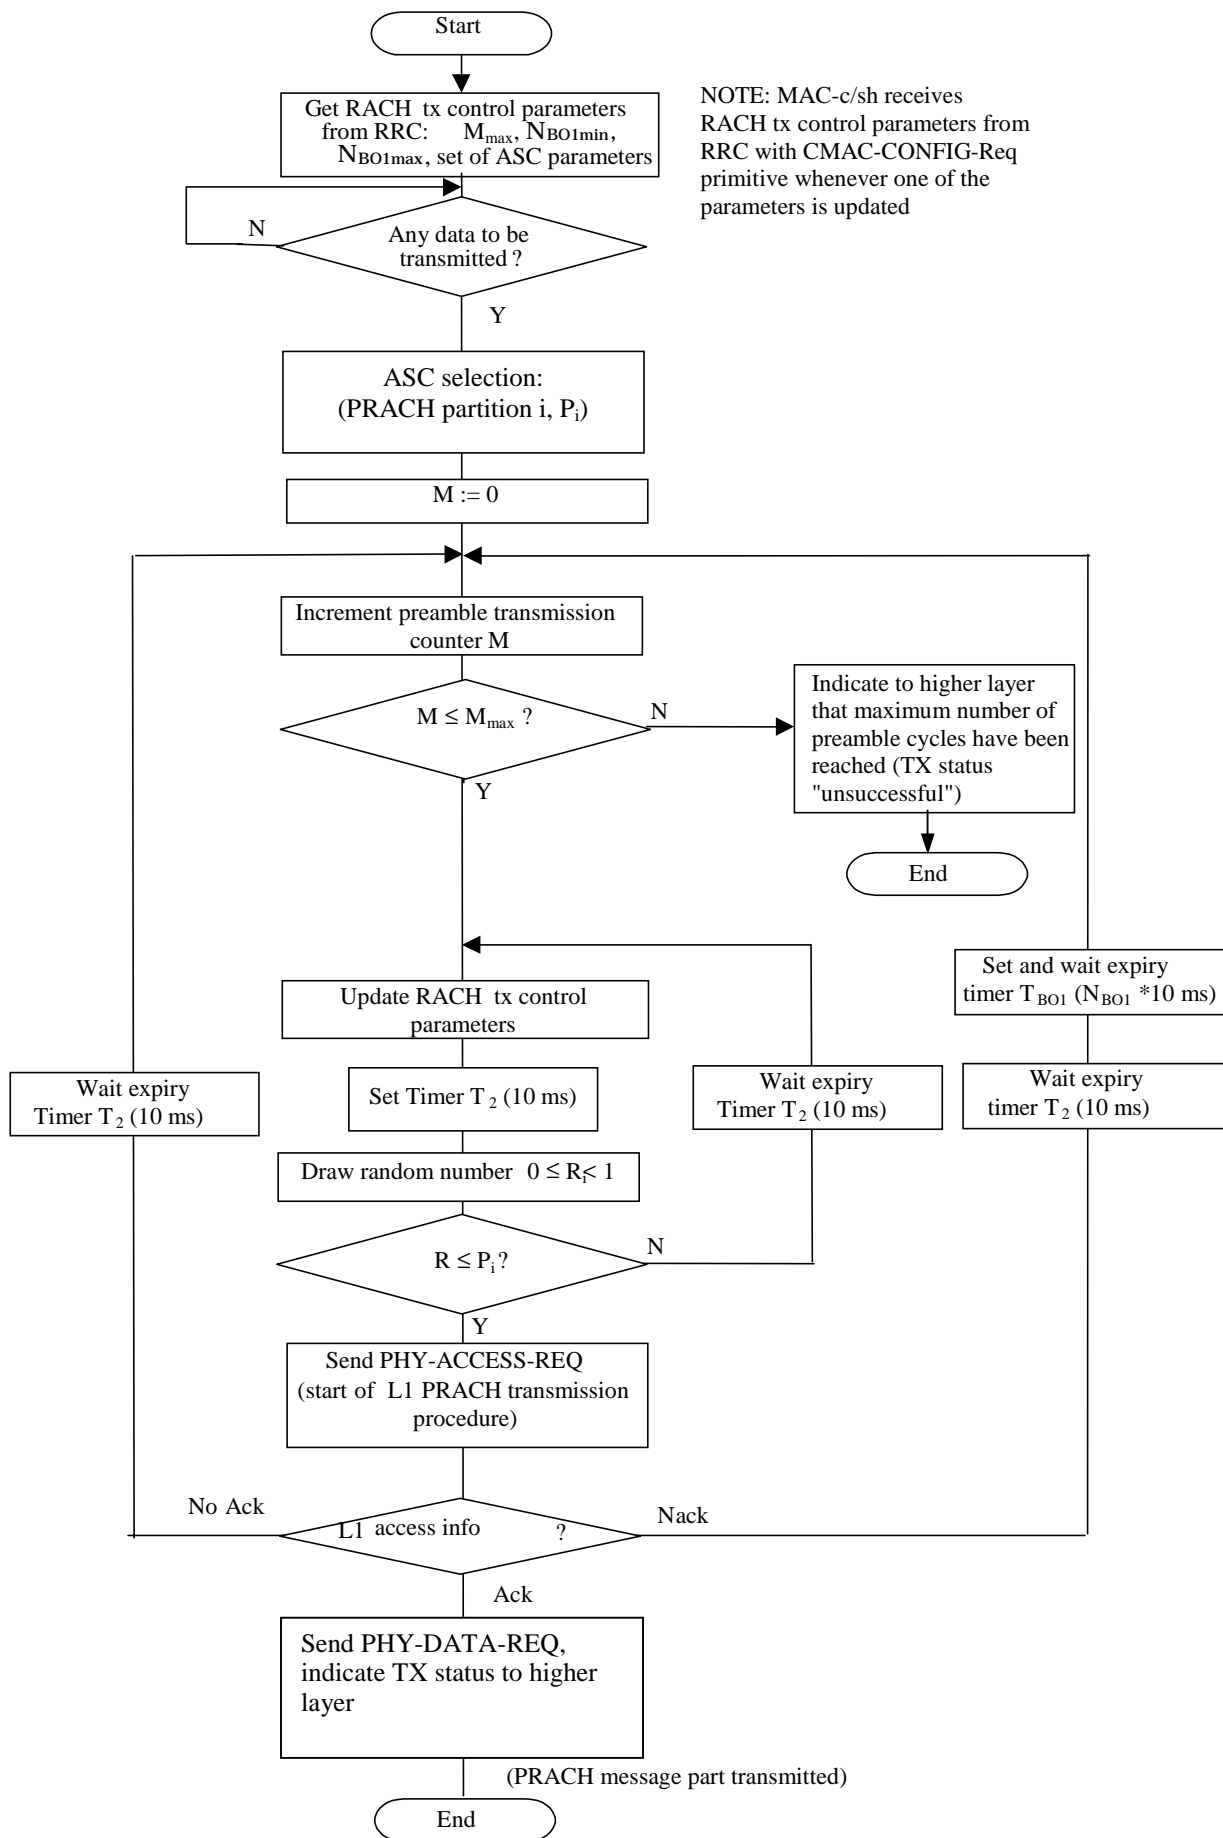 Start
Get RACH tx control parameters
from RRC: Mmax, NBO1min,
NBO1max, set of ASC parameters
NOTE: MAC-c/sh receives
RACH tx control parameters from
RRC with CMAC-CONFIG-Req
primitive whenever one of the
parameters is updated
N
Any data to be
transmitted ?
Y
ASC selection:
(PRACH partition i, Pi)
M := 0
Increment preamble transmission
counter M
M ≤ Mmax ?
N
Indicate to higher layer
that maximum number of
preamble cycles have been
reached (TX status
"unsuccessful")
Y
End
Set and wait expiry
timer TBO1 (NBO1 *10 ms)
Update RACH tx control
parameters
Wait expiry
Timer T2 (10 ms)
Set Timer T2 (10 ms)
Wait expiry
Timer T2 (10 ms)
Wait expiry
timer T2 (10 ms)
Draw random number 0 ≤ Ri< 1
R ≤ Pi ?
N
Y
Send PHY-ACCESS-REQ
(start of L1 PRACH transmission
procedure)
No Ack
L1 access info ?
Nack
Ack
Send PHY-DATA-REQ,
indicate TX status to higher
layer
(PRACH message part transmitted)
End